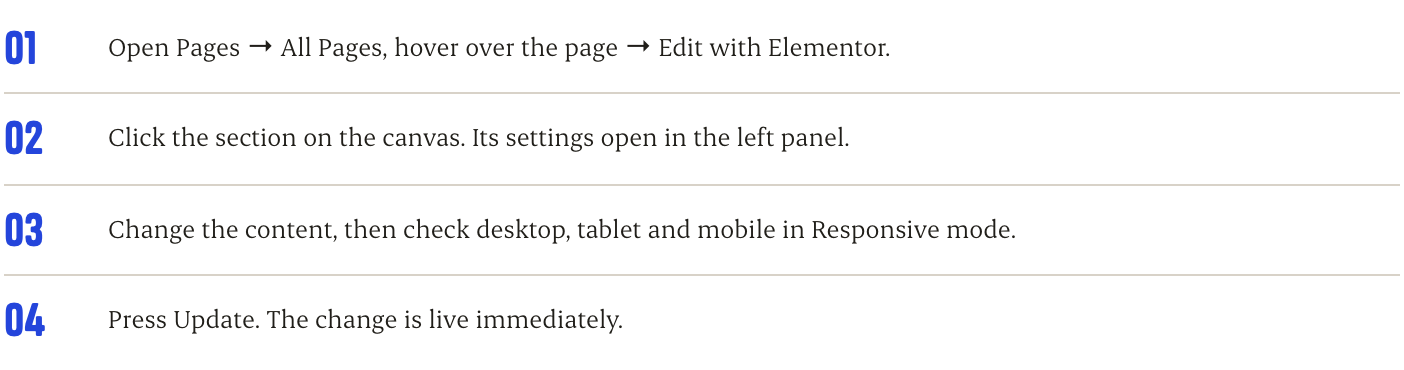 01 Open Pages → All Pages, hover over the page → Edit with Elementor.
02 Click the section on the canvas. Its settings open in the left panel.
03 Change the content, then check desktop, tablet and mobile in Responsive mode.
04 Press Update. The change is live immediately.